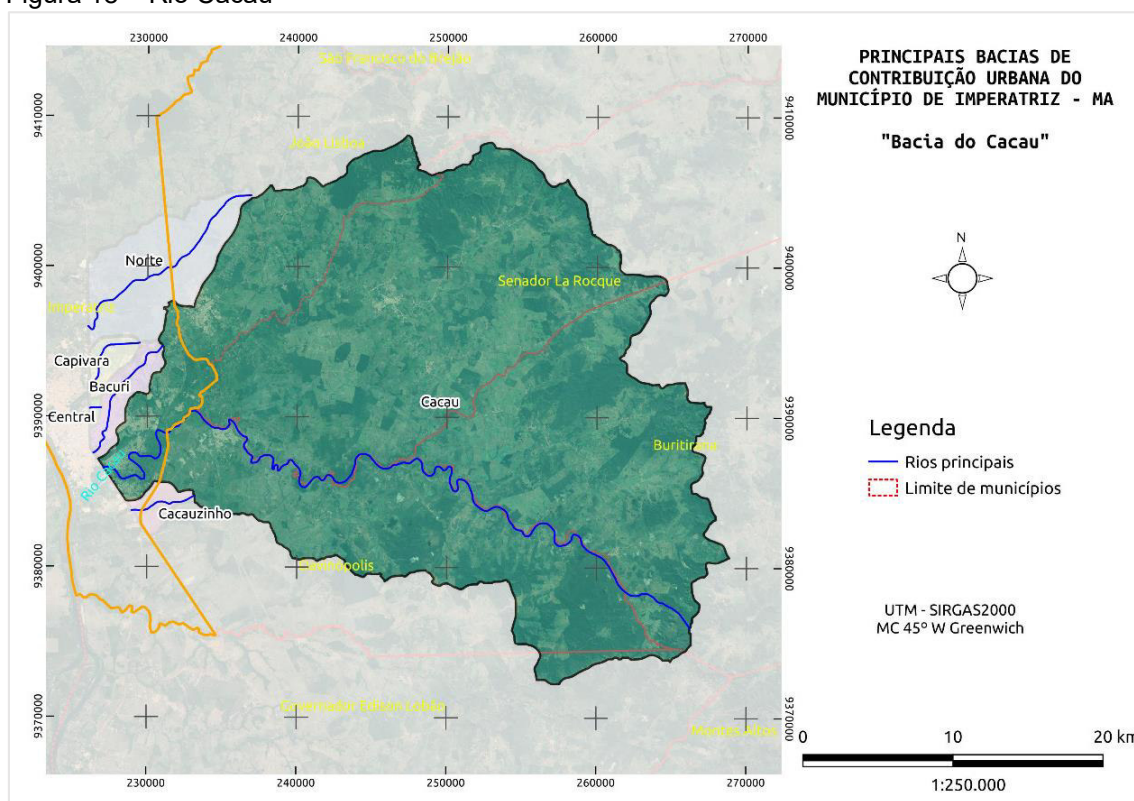 Figura 13 – Rio Cacau
230000 240000 250000 260000 270000
PRINCIPAIS BACIAS DE
CONTRIBUIÇÃO URBANA DO
MUNICÍPIO DE IMPERATRIZ - MA
"Bacia do Cacau"
São Francisco do Brejão
9410000 9410000
João Lisboa
N
Norte
9400000 9400000
Senador La Rocque
Imperatriz
Capivara
Bacuri
Cacau
Central
9390000 9390000
Legenda
Buritirana
Rios principais
Rio Cacau
Limite de municípios
Cacauzinho
Davinópolis
9380000 9380000
UTM - SIRGAS2000
MC 45º W Greenwich
Governador Edison Lobão
9370000 9370000
Montes Altos
0 10 20 km
1:250.000
230000 240000 250000 260000 270000